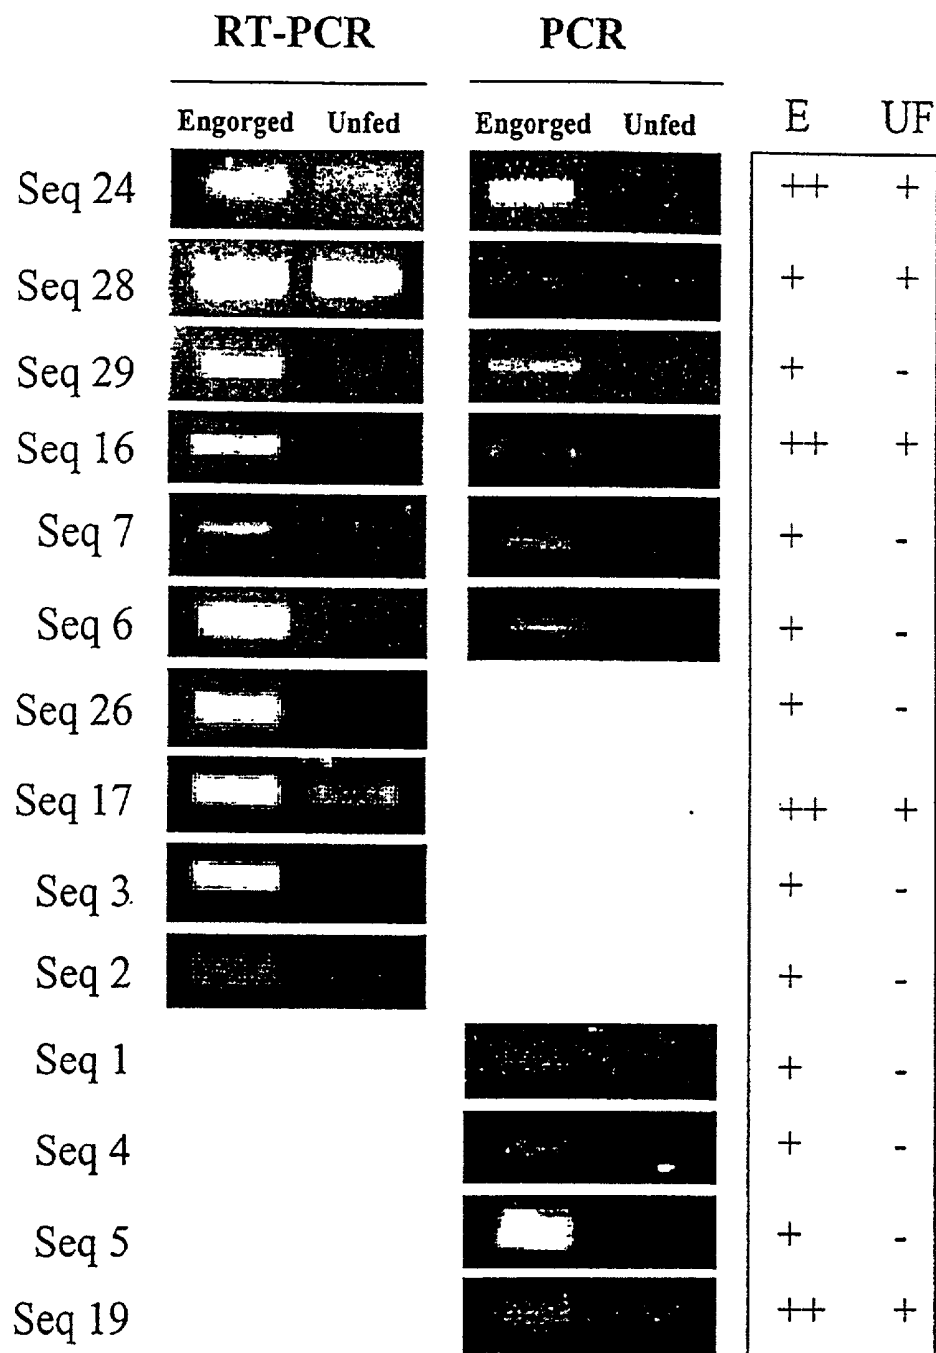 RT-PCR PCR
Engorged Unfed Engorged Unfed E UF
Seq 24 ++ +
Seq 28 + +
Seq 29 + -
Seq 16 ++ +
Seq 7 + -
Seq 6 + -
Seq 26 + -
Seq 17 ++ +
Seq 3 + -
Seq 2 + -
Seq 1 + -
Seq 4 + -
Seq 5 + -
Seq 19 ++ +